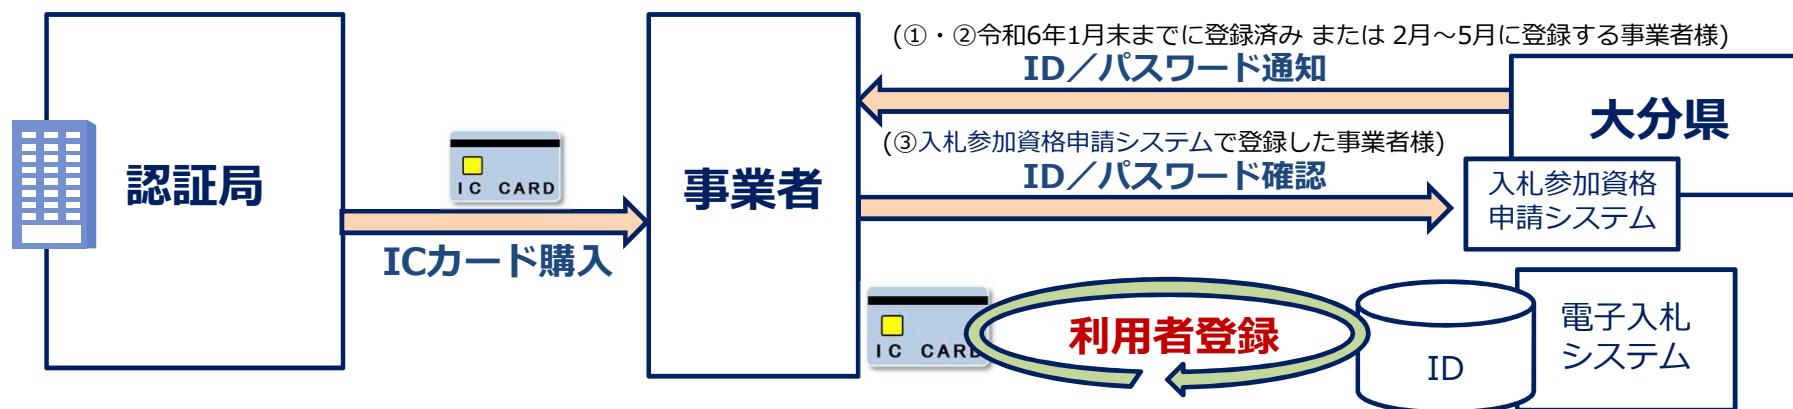 (①・②令和6年1月末までに登録済み または 2月～5月に登録する事業者様)
ID／パスワード通知
大分県
(③入札参加資格申請システムで登録した事業者様)
ID／パスワード確認
入札参加資格
申請システム
認証局
IC CARD
ICカード購入
事業者
IC CARD
利用者登録
ID
電子入札
システム